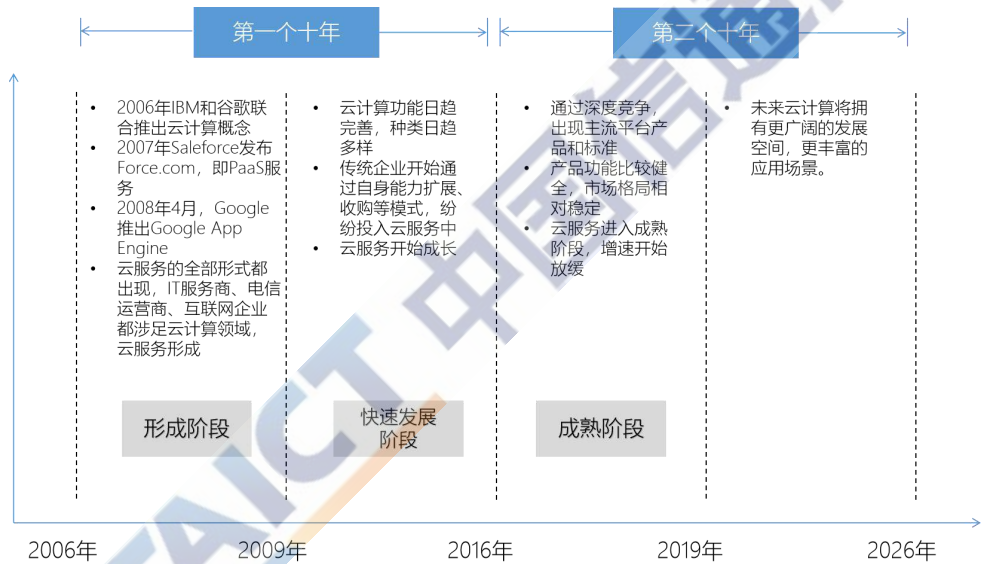 第一个十年
第二个十年
• 2006年IBM和谷歌联
合推出云计算概念
• 2007年Saleforce发布
Force.com，即PaaS服
务
• 2008年4月，Google
推出Google App
Engine
• 云服务的全部形式都
出现，IT服务商、电信
运营商、互联网企业
都涉足云计算领域，
云服务形成
• 云计算功能日趋
完善，种类日趋
多样
• 传统企业开始通
过自身能力扩展、
收购等模式，纷
纷投入云服务中
• 云服务开始成长
• 通过深度竞争，
出现主流平台产
品和标准
• 产品功能比较健
全，市场格局相
对稳定
• 云服务进入成熟
阶段，增速开始
放缓
• 未来云计算将拥
有更广阔的发展
空间，更丰富的
应用场景。
形成阶段
快速发展
阶段
成熟阶段
2006年
2009年
2016年
2019年
2026年
CAICT 中国信通院